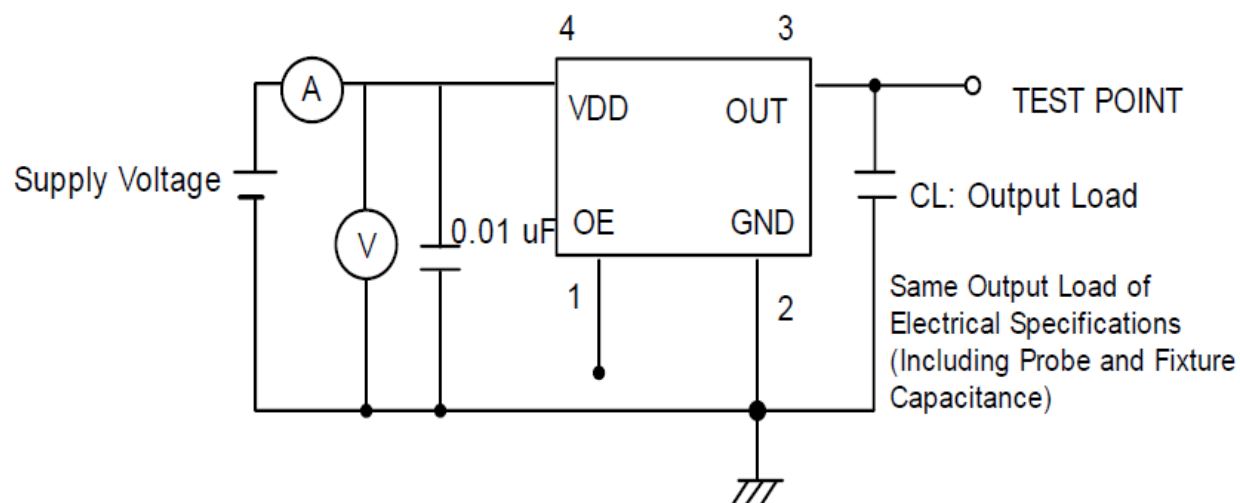 4
3
A
VDD
OUT
TEST POINT
Supply Voltage
CL: Output Load
V
0.01 uF
OE
GND
1
2
Same Output Load of
Electrical Specifications
(Including Probe and Fixture
Capacitance)